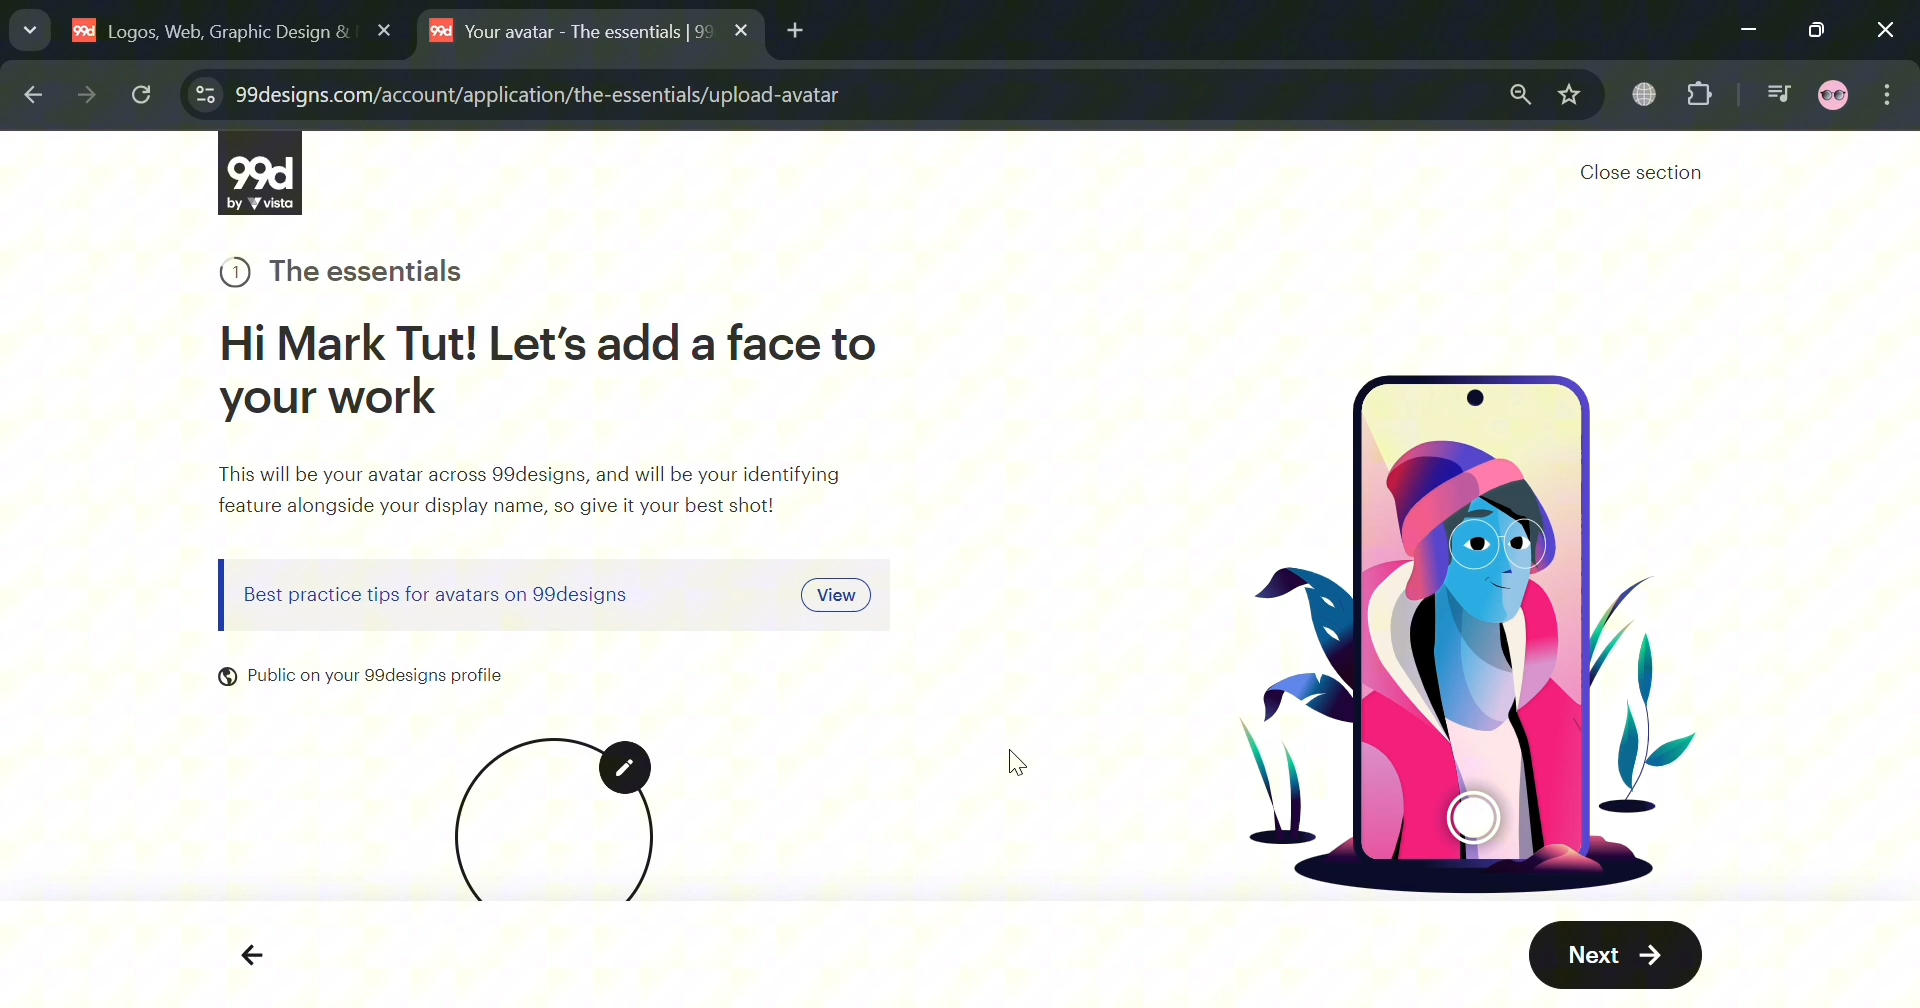 99d Logos, Web, Graphic Design &
99d Your avatar - The essentials | 99
99designs.com/account/application/the-essentials/upload-avatar
99d
by vista
Close section
1 The essentials
Hi Mark Tut! Let's add a face to
your work
This will be your avatar across 99designs, and will be your identifying
feature alongside your display name, so give it your best shot!
Best practice tips for avatars on 99designs
View
Public on your 99designs profile
Next